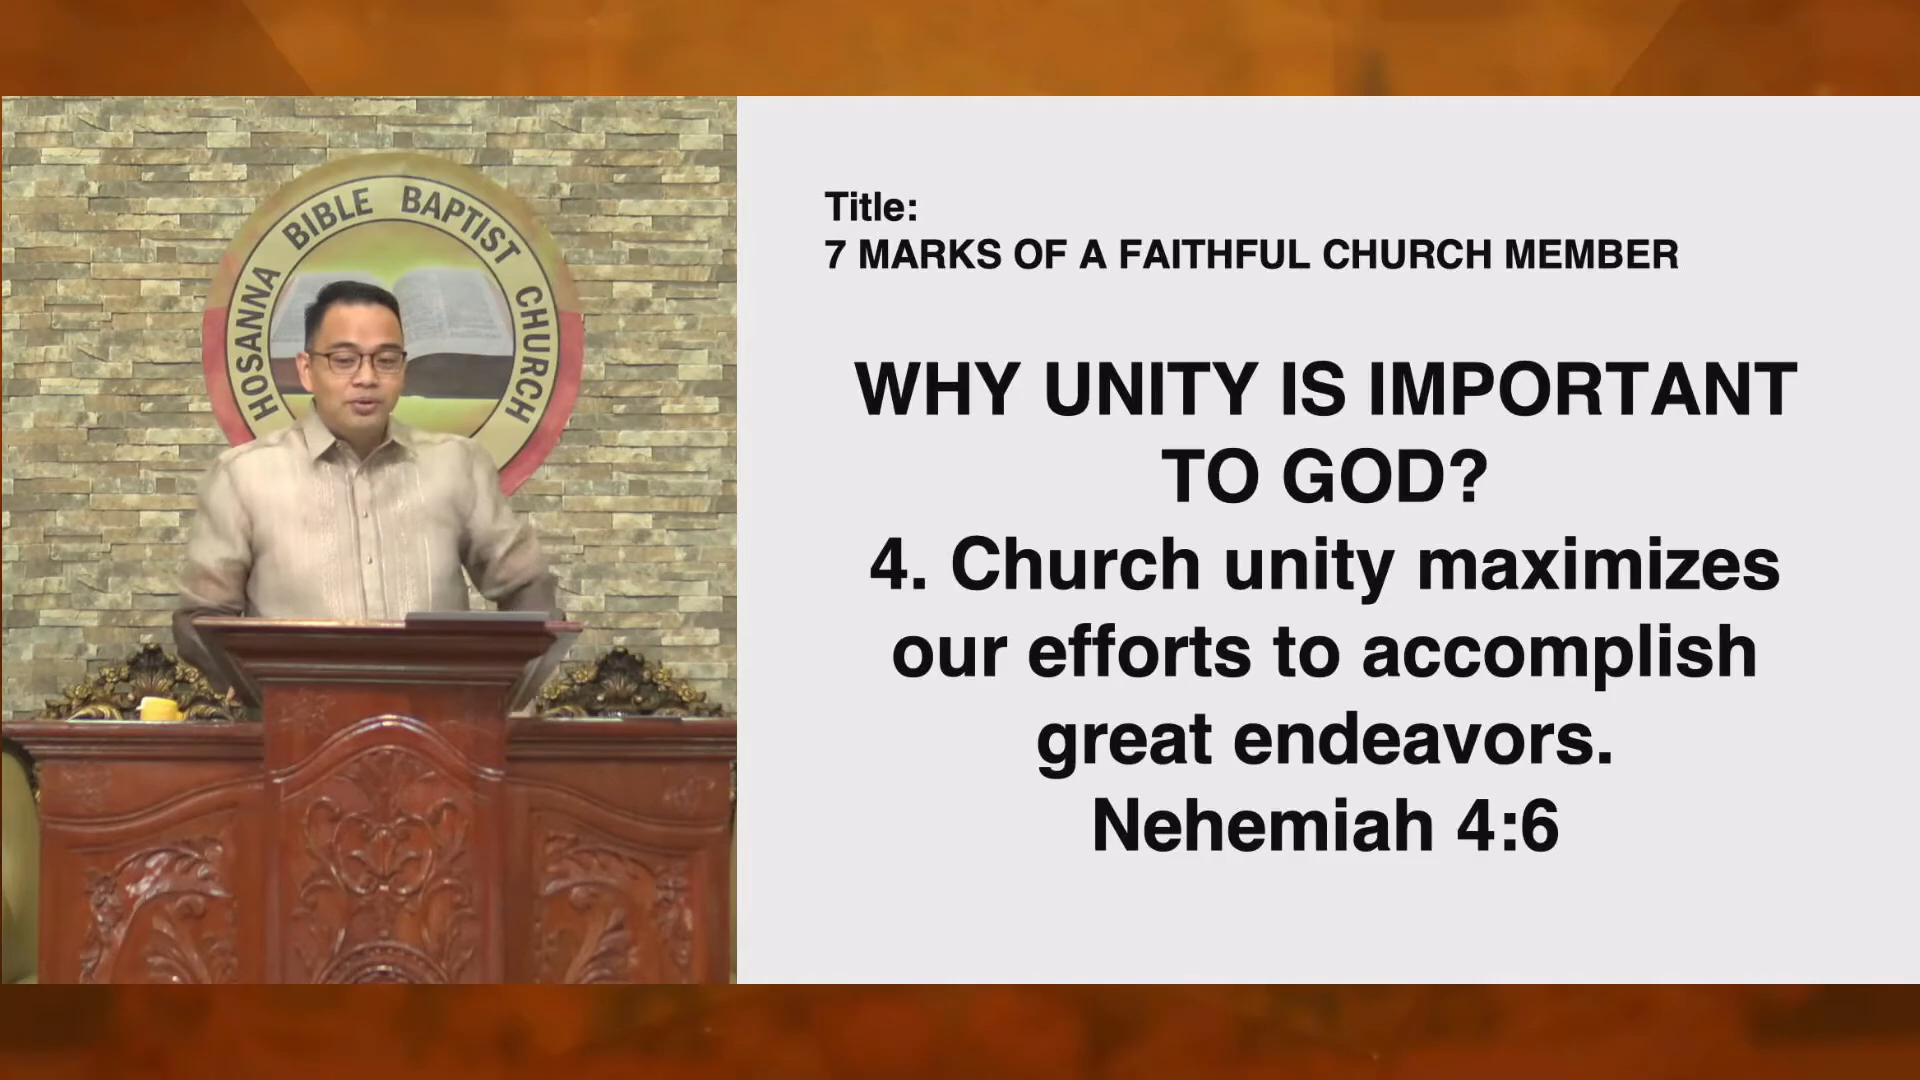 HOSANNA BIBLE BAPTIST CHURCH
Title:
7 MARKS OF A FAITHFUL CHURCH MEMBER
WHY UNITY IS IMPORTANT
TO GOD?
4. Church unity maximizes
our efforts to accomplish
great endeavors.
Nehemiah 4:6